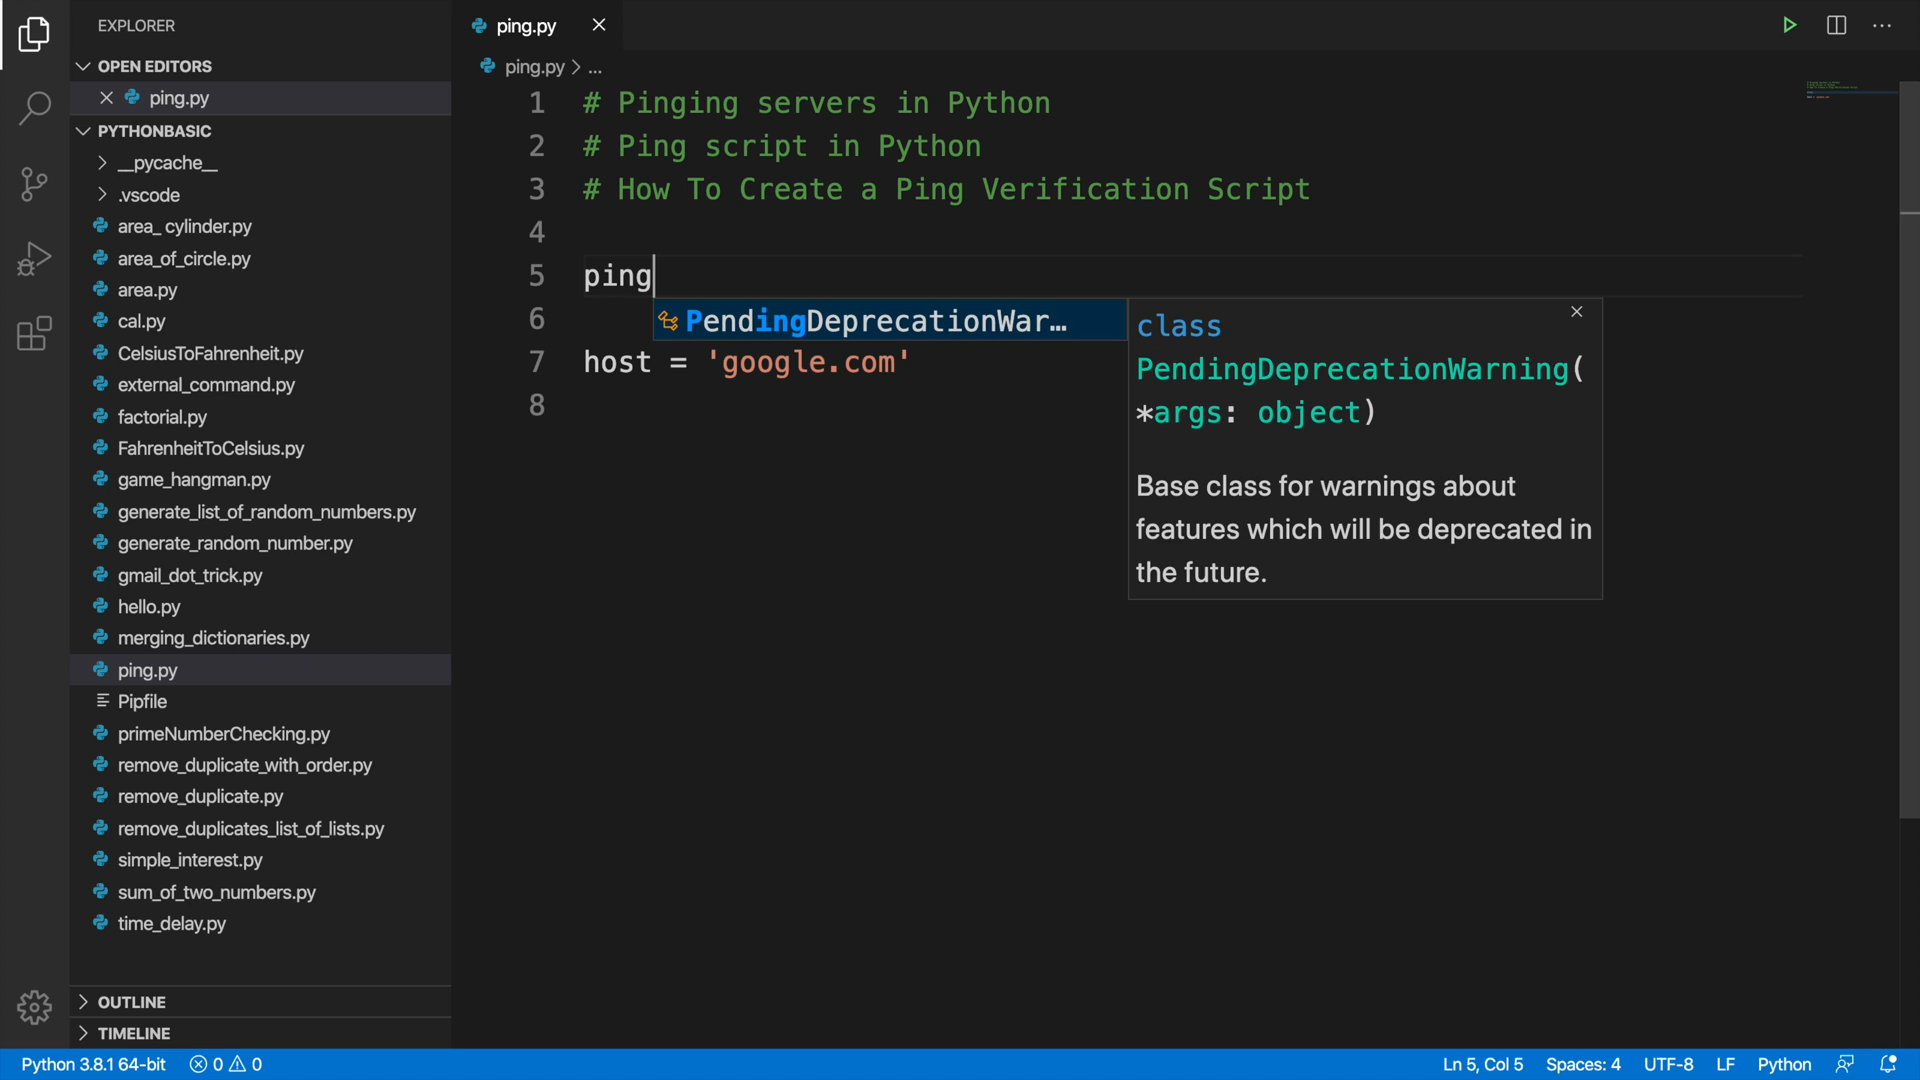 EXPLORER
OPEN EDITORS
ping.py
PYTHONBASIC
__pycache__
.vscode
area_ cylinder.py
area_of_circle.py
area.py
cal.py
CelsiusToFahrenheit.py
external_command.py
factorial.py
FahrenheitToCelsius.py
game_hangman.py
generate_list_of_random_numbers.py
generate_random_number.py
gmail_dot_trick.py
hello.py
merging_dictionaries.py
ping.py
Pipfile
primeNumberChecking.py
remove_duplicate_with_order.py
remove_duplicate.py
remove_duplicates_list_of_lists.py
simple_interest.py
sum_of_two_numbers.py
time_delay.py
OUTLINE
TIMELINE
ping.py
ping.py > ...
1 # Pinging servers in Python
2 # Ping script in Python
3 # How To Create a Ping Verification Script
4
5 ping
6
7 host = 'google.com'
8
PendingDeprecationWar…
class
PendingDeprecationWarning(
*args: object)
Base class for warnings about
features which will be deprecated in
the future.
Python 3.8.1 64-bit 0 0 Ln 5, Col 5 Spaces: 4 UTF-8 LF Python